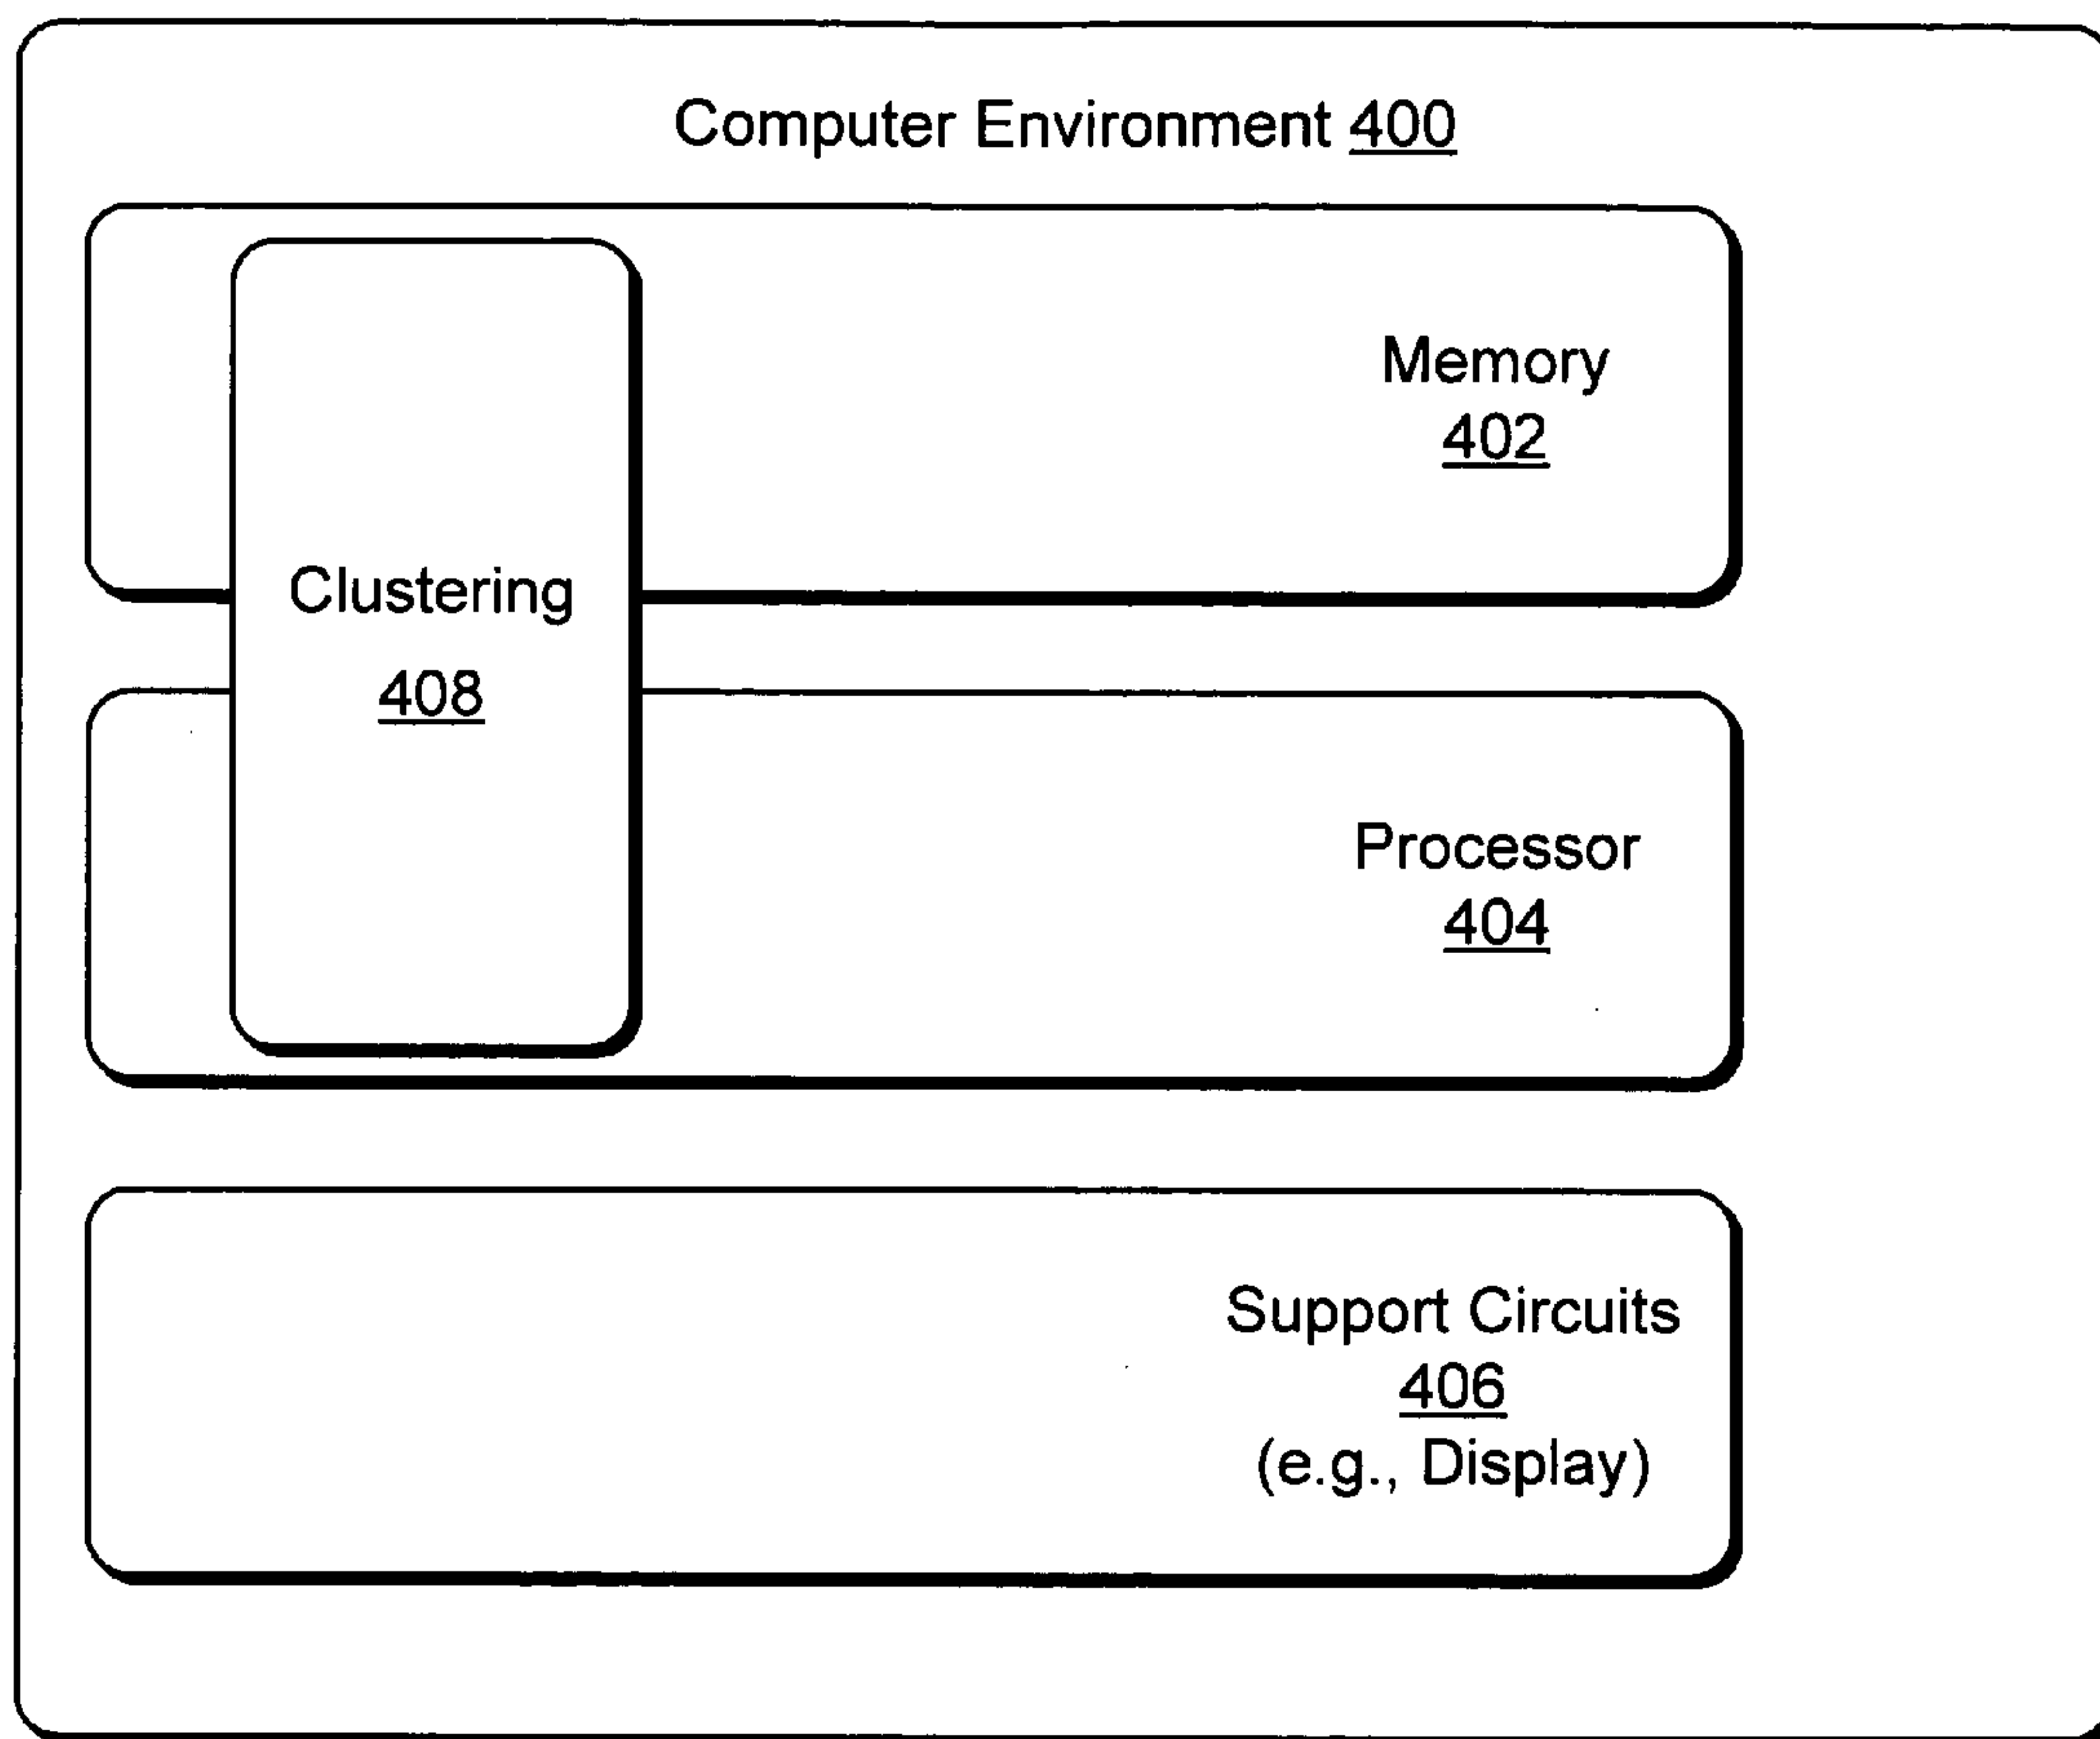 Computer Environment 400
Memory
402
Clustering
408
Processor
404
Support Circuits
406
(e.g., Display)